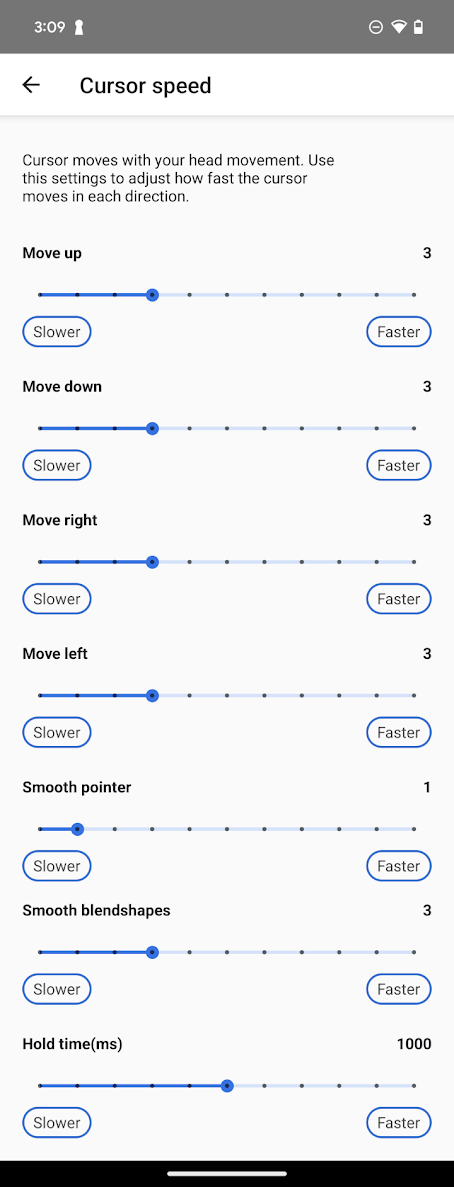 3:09
Cursor speed
Cursor moves with your head movement. Use
this settings to adjust how fast the cursor
moves in each direction.
Move up 3
Slower Faster
Move down 3
Slower Faster
Move right 3
Slower Faster
Move left 3
Slower Faster
Smooth pointer 1
Slower Faster
Smooth blendshapes 3
Slower Faster
Hold time(ms) 1000
Slower Faster